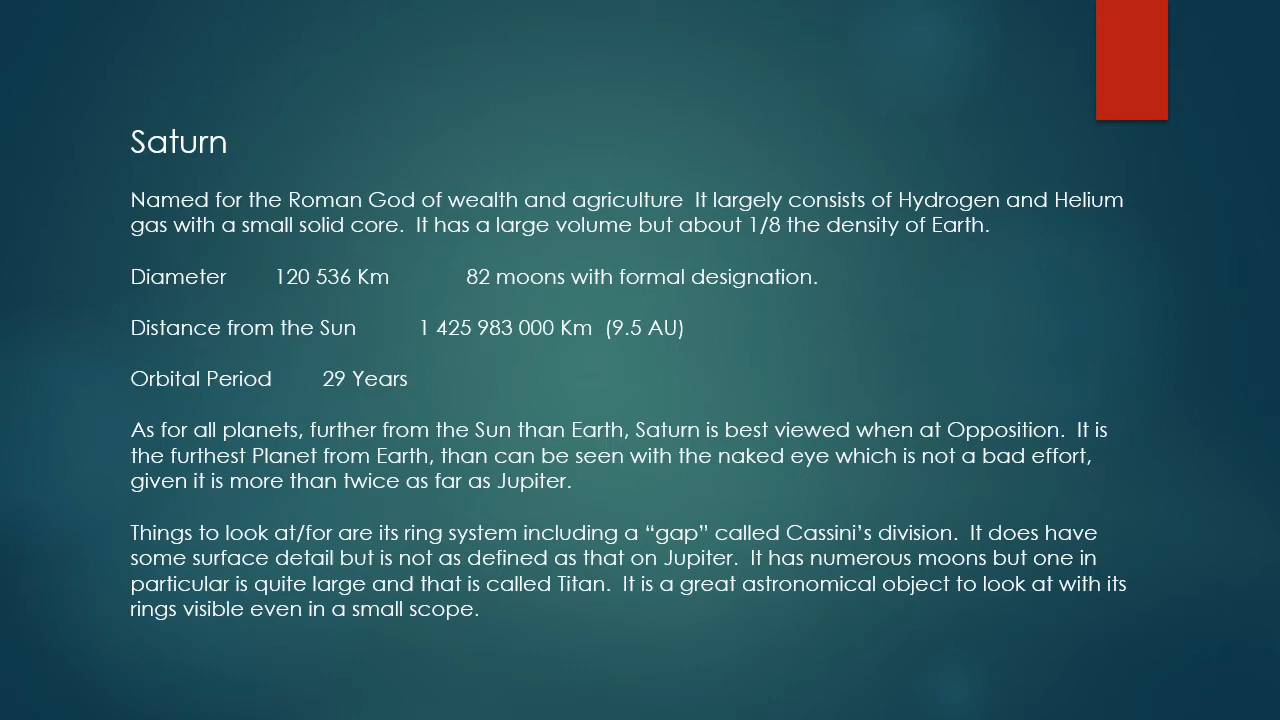 Saturn
Named for the Roman God of wealth and agriculture  It largely consists of Hydrogen and Helium
gas with a small solid core.  It has a large volume but about 1/8 the density of Earth.
Diameter 120 536 Km 82 moons with formal designation.
Distance from the Sun 1 425 983 000 Km  (9.5 AU)
Orbital Period 29 Years
As for all planets, further from the Sun than Earth, Saturn is best viewed when at Opposition.  It is
the furthest Planet from Earth, than can be seen with the naked eye which is not a bad effort,
given it is more than twice as far as Jupiter.
Things to look at/for are its ring system including a “gap” called Cassini’s division.  It does have
some surface detail but is not as defined as that on Jupiter.  It has numerous moons but one in
particular is quite large and that is called Titan.  It is a great astronomical object to look at with its
rings visible even in a small scope.